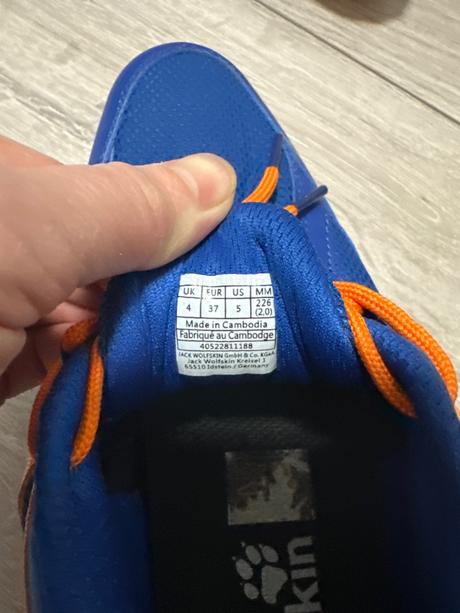 UK EUR US MM
4 37 5 226 (2,0)
Made in Cambodia
Fabriqué au Cambodge
40522811188
JACK WOLFSKIN GmbH & Co. KGaA
Jack Wolfskin Kreisel 1
65510 Idstein / Germany
kin